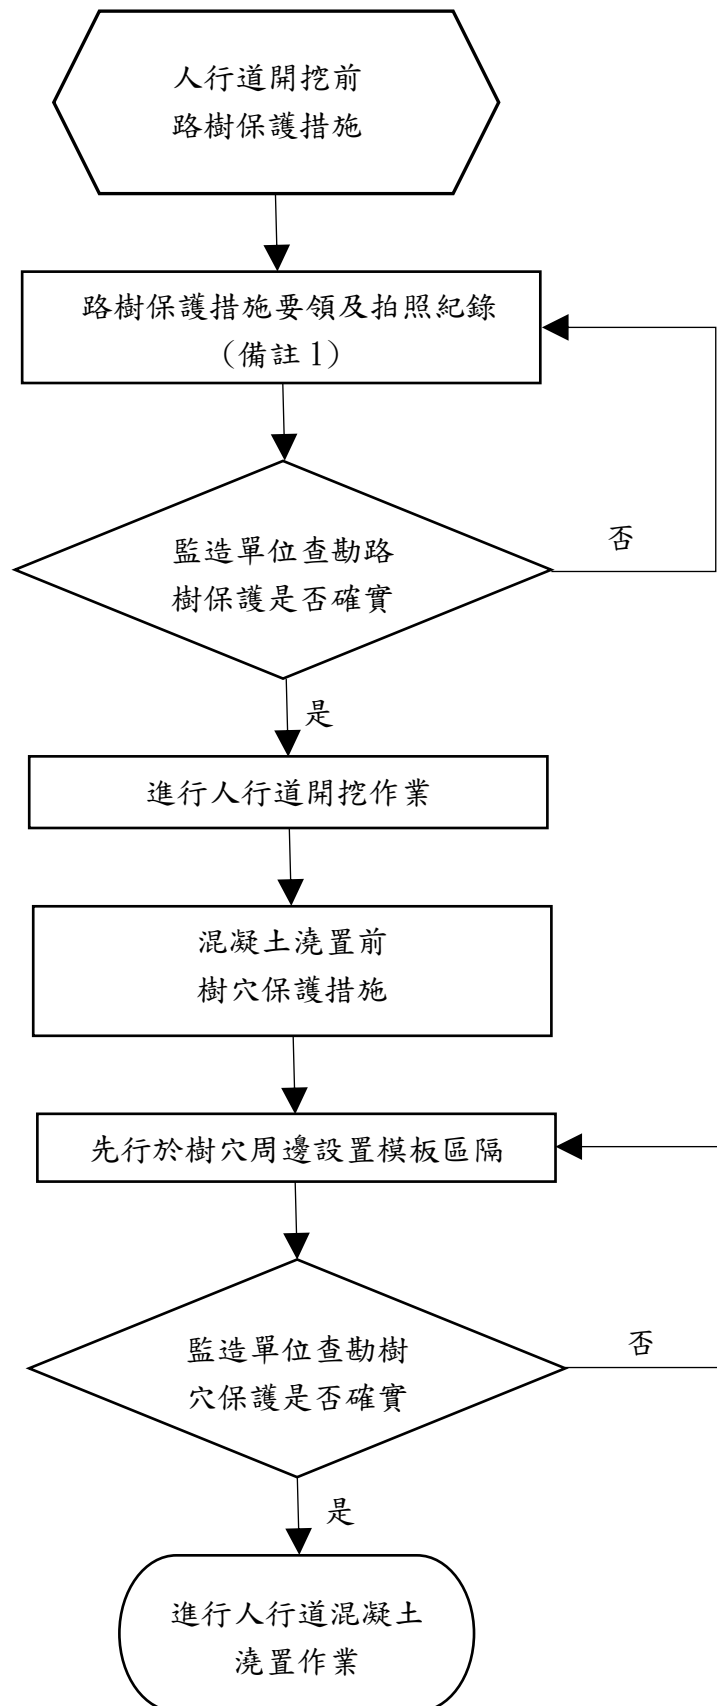 人行道開挖前
路樹保護措施
路樹保護措施要領及拍照紀錄
(備註1)
監造單位查勘路
樹保護是否確實
否
是
進行人行道開挖作業
混凝土澆置前
樹穴保護措施
先行於樹穴周邊設置模板區隔
監造單位查勘樹
穴保護是否確實
否
是
進行人行道混凝土
澆置作業